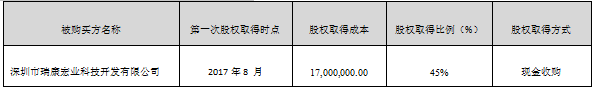 被购买方名称 第一次股权取得时点 股权取得成本 股权取得比例（%） 股权取得方式
深圳市瑞康宏业科技开发有限公司 2017 年 8 月 17,000,000.00 45% 现金收购